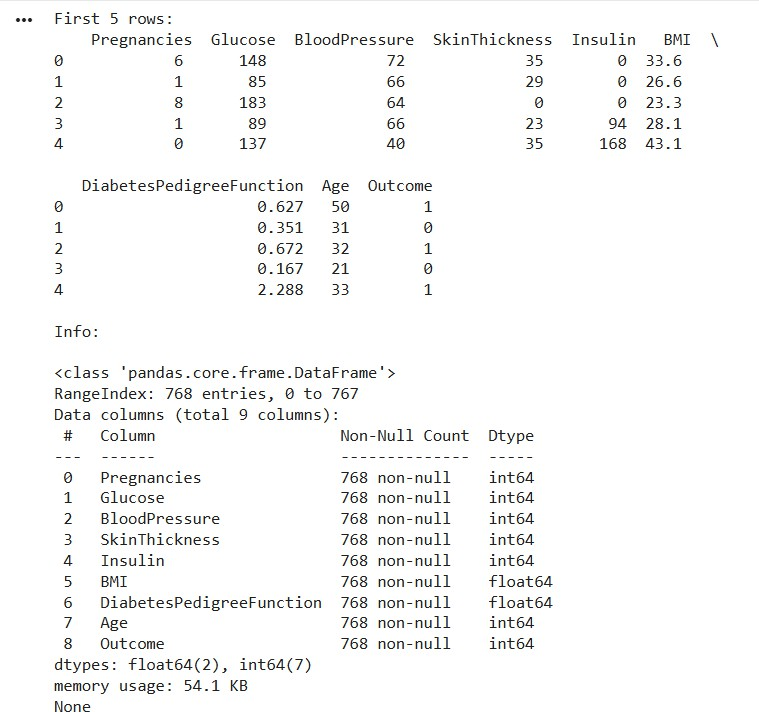 ••• First 5 rows:
   Pregnancies  Glucose  BloodPressure  SkinThickness  Insulin   BMI  \
0            6      148             72             35        0  33.6
1            1       85             66             29        0  26.6
2            8      183             64              0        0  23.3
3            1       89             66             23       94  28.1
4            0      137             40             35      168  43.1
   DiabetesPedigreeFunction  Age  Outcome
0                     0.627   50        1
1                     0.351   31        0
2                     0.672   32        1
3                     0.167   21        0
4                     2.288   33        1
Info:
<class 'pandas.core.frame.DataFrame'>
RangeIndex: 768 entries, 0 to 767
Data columns (total 9 columns):
 #   Column                    Non-Null Count  Dtype
---  ------                    --------------  -----
 0   Pregnancies               768 non-null    int64
 1   Glucose                   768 non-null    int64
 2   BloodPressure             768 non-null    int64
 3   SkinThickness             768 non-null    int64
 4   Insulin                   768 non-null    int64
 5   BMI                       768 non-null    float64
 6   DiabetesPedigreeFunction  768 non-null    float64
 7   Age                       768 non-null    int64
 8   Outcome                   768 non-null    int64
dtypes: float64(2), int64(7)
memory usage: 54.1 KB
None